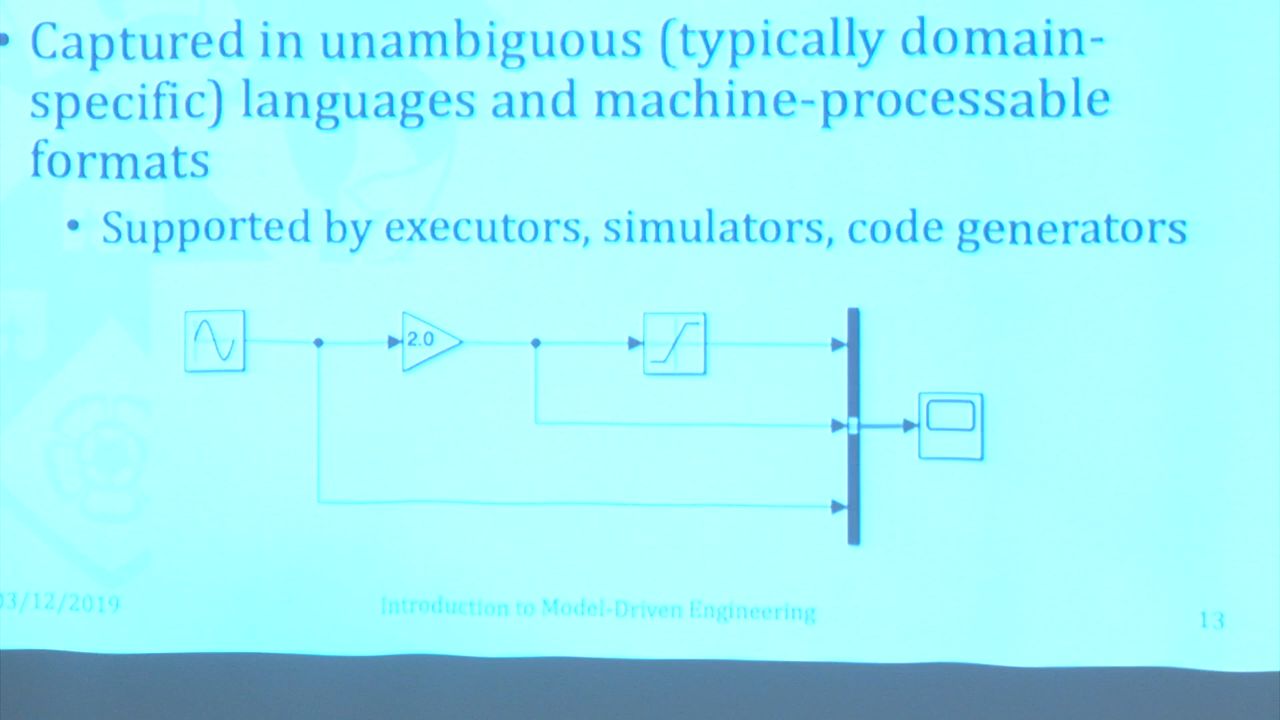 • Captured in unambiguous (typically domain-
specific) languages and machine-processable
formats
• Supported by executors, simulators, code generators
2.0
03/12/2019
Introduction to Model-Driven Engineering
13